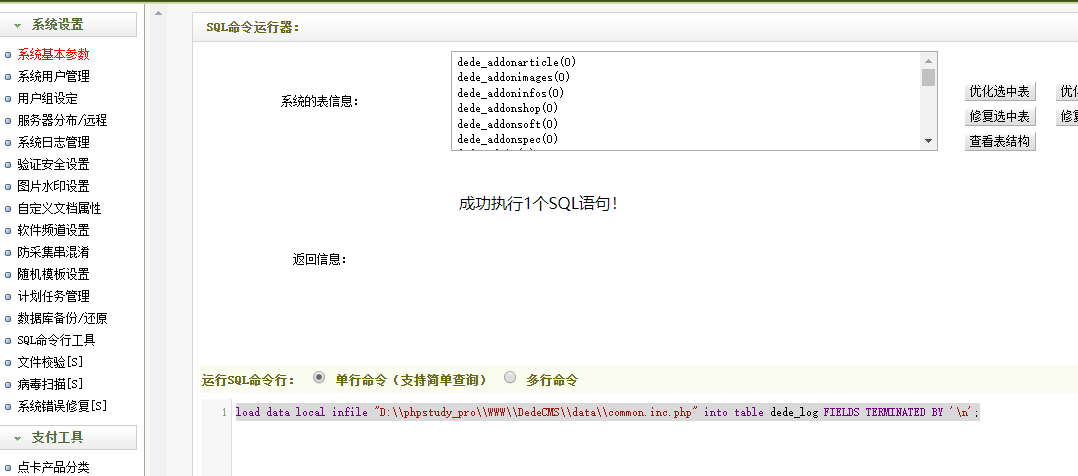 系统设置
系统基本参数
系统用户管理
用户组设定
服务器分布/远程
系统日志管理
验证安全设置
图片水印设置
自定义文档属性
软件频道设置
防采集串混淆
随机模板设置
计划任务管理
数据库备份/还原
SQL命令行工具
文件校验[S]
病毒扫描[S]
系统错误修复[S]
支付工具
点卡产品分类
SQL命令运行器：
系统的表信息：
dede_addonarticle(0)
dede_addonimages(0)
dede_addoninfos(0)
dede_addonshop(0)
dede_addonsoft(0)
dede_addonspec(0)
优化选中表
修复选中表
查看表结构
成功执行1个SQL语句！
返回信息：
运行SQL命令行： 单行命令（支持简单查询） 多行命令
1 load data local infile "D:\\phpstudy_pro\\WWW\\DedeCMS\\data\\common.inc.php" into table dede_log FIELDS TERMINATED BY '\n';